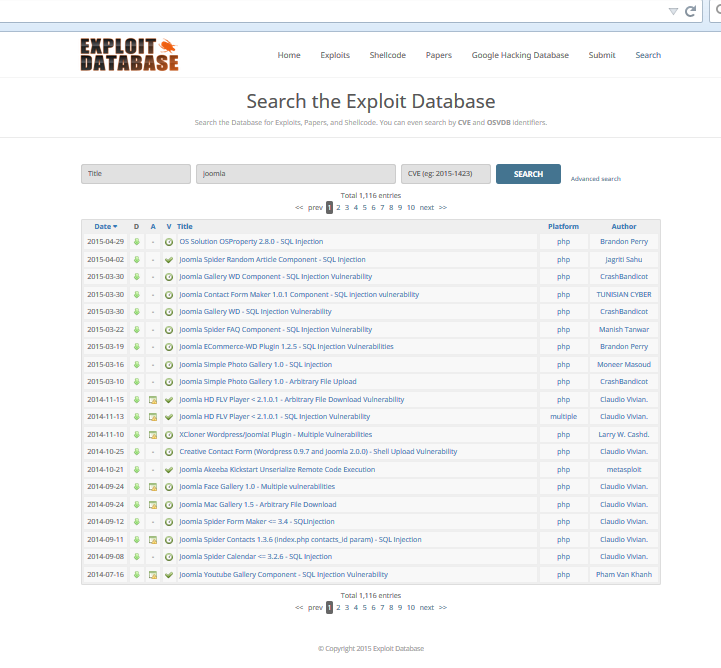 EXPLOIT
DATABASE
Home Exploits Shellcode Papers Google Hacking Database Submit Search
Search the Exploit Database
Search the Database for Exploits, Papers, and Shellcode. You can even search by CVE and OSVDB identifiers.
Title joomla CVE (eg: 2015-1423) SEARCH Advanced search
Total 1,116 entries
<< prev 1 2 3 4 5 6 7 8 9 10 next >>
Date D A V Title Platform Author
2015-04-29 - OS Solution OSProperty 2.8.0 - SQL Injection php Brandon Perry
2015-04-02 - Joomla Spider Random Article Component - SQL Injection php Jagriti Sahu
2015-03-30 - Joomla Gallery WD Component - SQL Injection Vulnerability php CrashBandicot
2015-03-30 - Joomla Contact Form Maker 1.0.1 Component - SQL injection vulnerability php TUNISIAN CYBER
2015-03-30 - Joomla Gallery WD - SQL Injection Vulnerability php CrashBandicot
2015-03-22 - Joomla Spider FAQ Component - SQL Injection Vulnerability php Manish Tanwar
2015-03-19 - Joomla ECommerce-WD Plugin 1.2.5 - SQL Injection Vulnerabilities php Brandon Perry
2015-03-16 - Joomla Simple Photo Gallery 1.0 - SQL injection php Moneer Masoud
2015-03-10 - Joomla Simple Photo Gallery 1.0 - Arbitrary File Upload php CrashBandicot
2014-11-15 Joomla HD FLV Player < 2.1.0.1 - Arbitrary File Download Vulnerability php Claudio Vivian.
2014-11-13 Joomla HD FLV Player < 2.1.0.1 - SQL Injection Vulnerability multiple Claudio Vivian.
2014-11-10 XCloner Wordpress/Joomla! Plugin - Multiple Vulnerabilities php Larry W. Cashd.
2014-10-25 - Creative Contact Form (Wordpress 0.9.7 and Joomla 2.0.0) - Shell Upload Vulnerability php Claudio Vivian.
2014-10-21 - Joomla Akeeba Kickstart Unserialize Remote Code Execution php metasploit
2014-09-24 Joomla Face Gallery 1.0 - Multiple vulnerabilities php Claudio Vivian.
2014-09-24 Joomla Mac Gallery 1.5 - Arbitrary File Download php Claudio Vivian.
2014-09-12 - Joomla Spider Form Maker <= 3.4 - SQLInjection php Claudio Vivian.
2014-09-11 Joomla Spider Contacts 1.3.6 (index.php contacts_id param) - SQL Injection php Claudio Vivian.
2014-09-08 - Joomla Spider Calendar <= 3.2.6 - SQL Injection php Claudio Vivian.
2014-07-16 Joomla Youtube Gallery Component - SQL Injection Vulnerability php Pham Van Khanh
Total 1,116 entries
<< prev 1 2 3 4 5 6 7 8 9 10 next >>
© Copyright 2015 Exploit Database